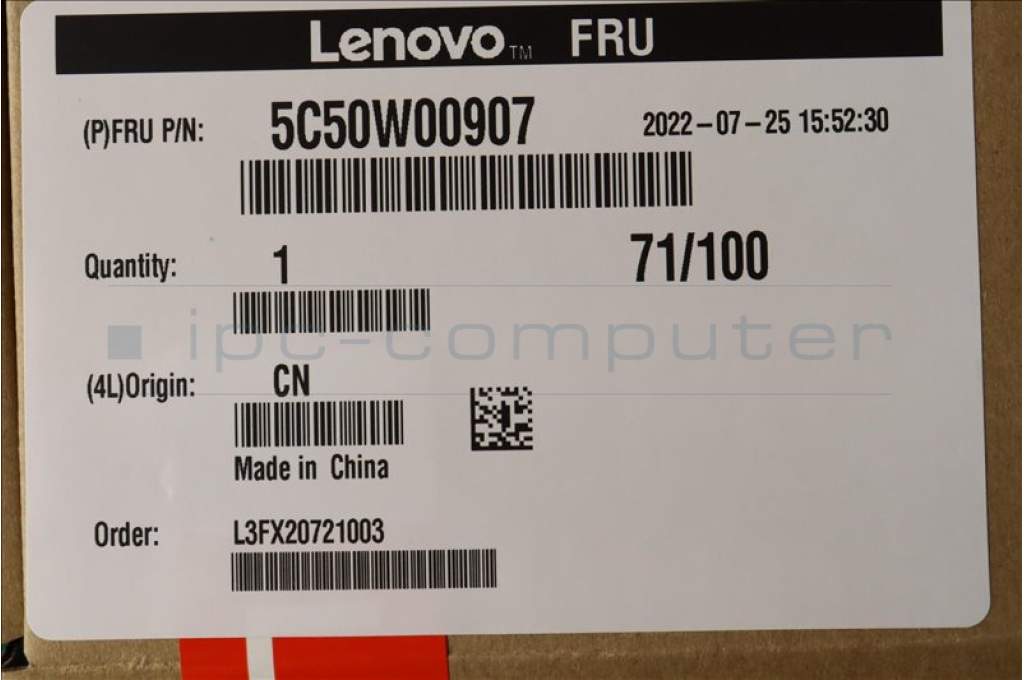 Lenovo™ FRU
(P)FRU P/N: 5C50W00907 2022-07-25 15:52:30
Quantity: 1 71/100
ipc-computer
(4L)Origin: CN
Made in China
Order: L3FX20721003